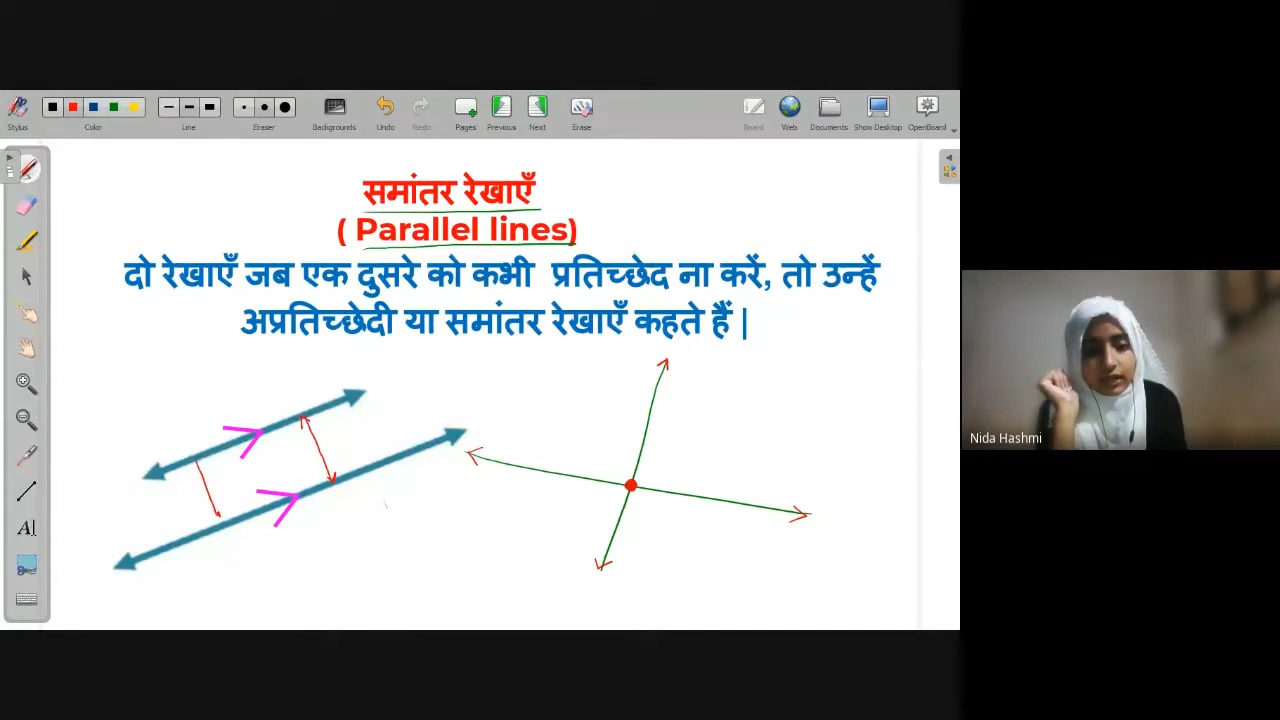 Stylus
Color
Line
Eraser
Backgrounds
Undo
Redo
Pages
Previous
Next
Erase
Board
Web
Documents
Show Desktop
OpenBoard
समांतर रेखाएँ
( Parallel lines)
दो रेखाएँ जब एक दुसरे को कभी प्रतिच्छेद ना करें, तो उन्हें
अप्रतिच्छेदी या समांतर रेखाएँ कहते हैं |
Nida Hashmi